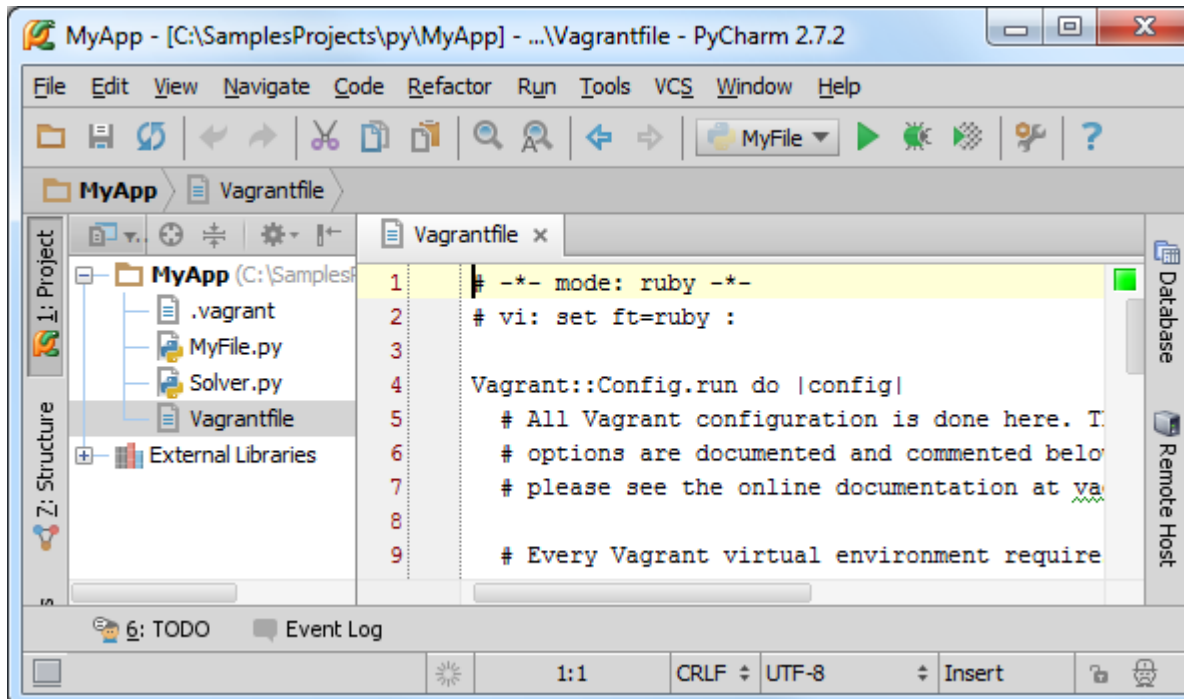 MyApp - [C:\SamplesProjects\py\MyApp] - ...\Vagrantfile - PyCharm 2.7.2
File Edit View Navigate Code Refactor Run Tools VCS Window Help
MyFile
MyApp Vagrantfile
1: Project
Z: Structure
MyApp (C:\Samples
.vagrant
MyFile.py
Solver.py
Vagrantfile
External Libraries
Vagrantfile
1 # -*- mode: ruby -*-
2 # vi: set ft=ruby :
3
4 Vagrant::Config.run do |config|
5 # All Vagrant configuration is done here.
6 # options are documented and commented
7 # please see the online documentation at
8
9 # Every Vagrant virtual environment require
Database
Remote Host
6: TODO Event Log
1:1 CRLF UTF-8 Insert